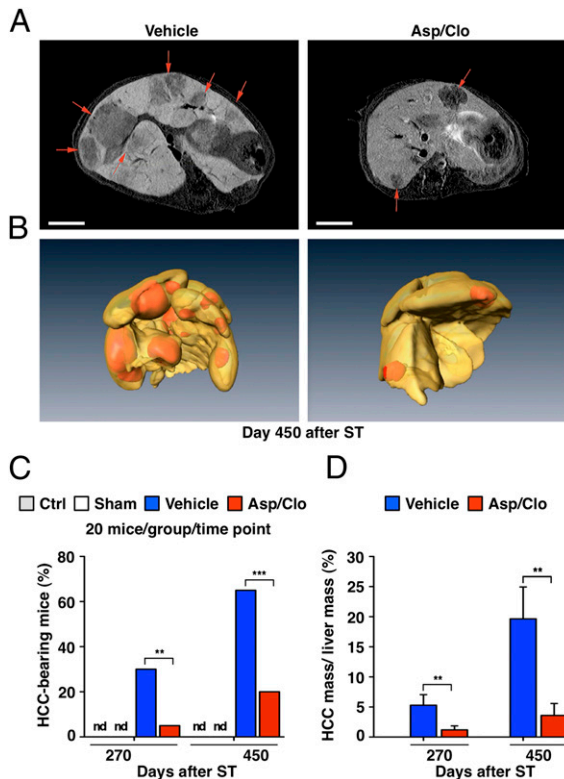 A
Vehicle
Asp/Clo
B
Day 450 after ST
C
Ctrl Sham Vehicle Asp/Clo
20 mice/group/time point
HCC-bearing mice (%)
80
60
40
20
0
nd nd
**
nd nd
***
270
450
Days after ST
D
Vehicle Asp/Clo
HCC mass/ liver mass (%)
30
25
20
15
10
5
0
**
**
270
450
Days after ST